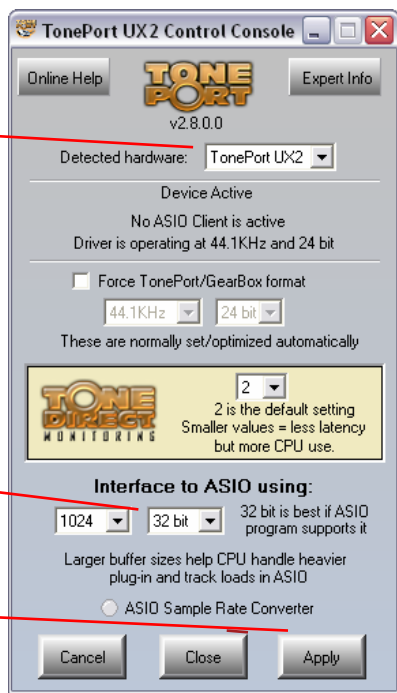 TonePort UX2 Control Console
Online Help
TONE
PORT
Expert Info
v2.8.0.0
Detected hardware: TonePort UX2
Device Active
No ASIO Client is active
Driver is operating at 44.1KHz and 24 bit
Force TonePort/GearBox format
44.1KHz 24 bit
These are normally set/optimized automatically
TONE
DIRECT
MONITORING
2
2 is the default setting
Smaller values = less latency
but more CPU use.
Interface to ASIO using:
1024 32 bit
32 bit is best if ASIO
program supports it
Larger buffer sizes help CPU handle heavier
plug-in and track loads in ASIO
ASIO Sample Rate Converter
Cancel Close Apply